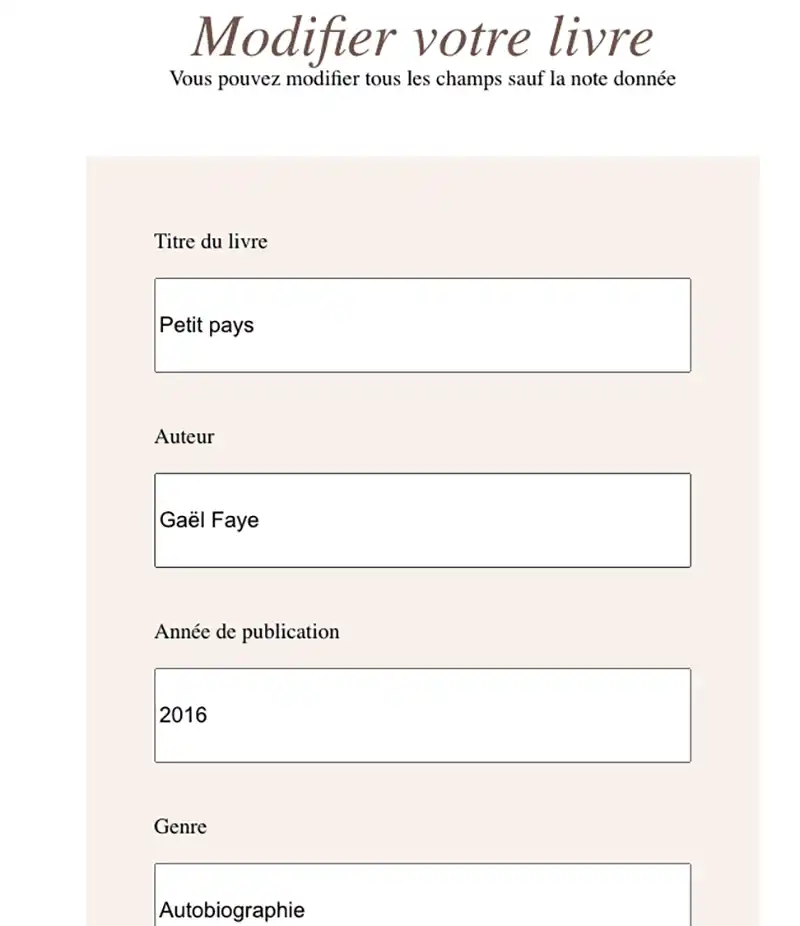 Modifier votre livre
Vous pouvez modifier tous les champs sauf la note donnée
Titre du livre
Petit pays
Auteur
Gaël Faye
Année de publication
2016
Genre
Autobiographie